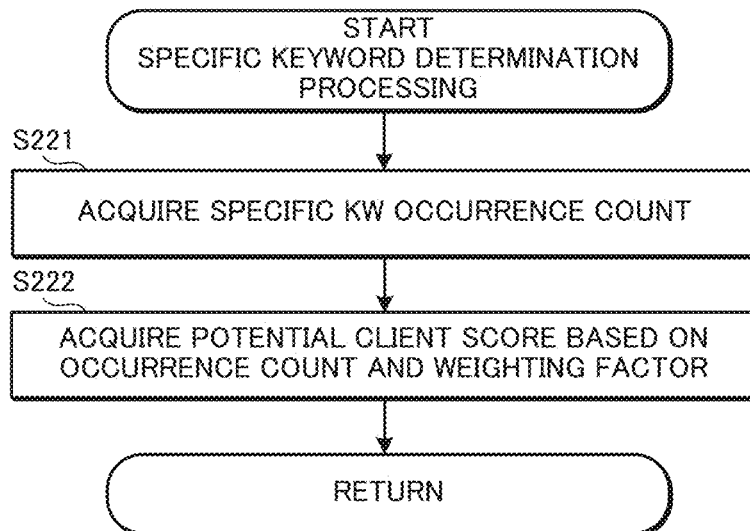 START
SPECIFIC KEYWORD DETERMINATION
PROCESSING
S221
ACQUIRE SPECIFIC KW OCCURRENCE COUNT
S222
ACQUIRE POTENTIAL CLIENT SCORE BASED ON
OCCURRENCE COUNT AND WEIGHTING FACTOR
RETURN